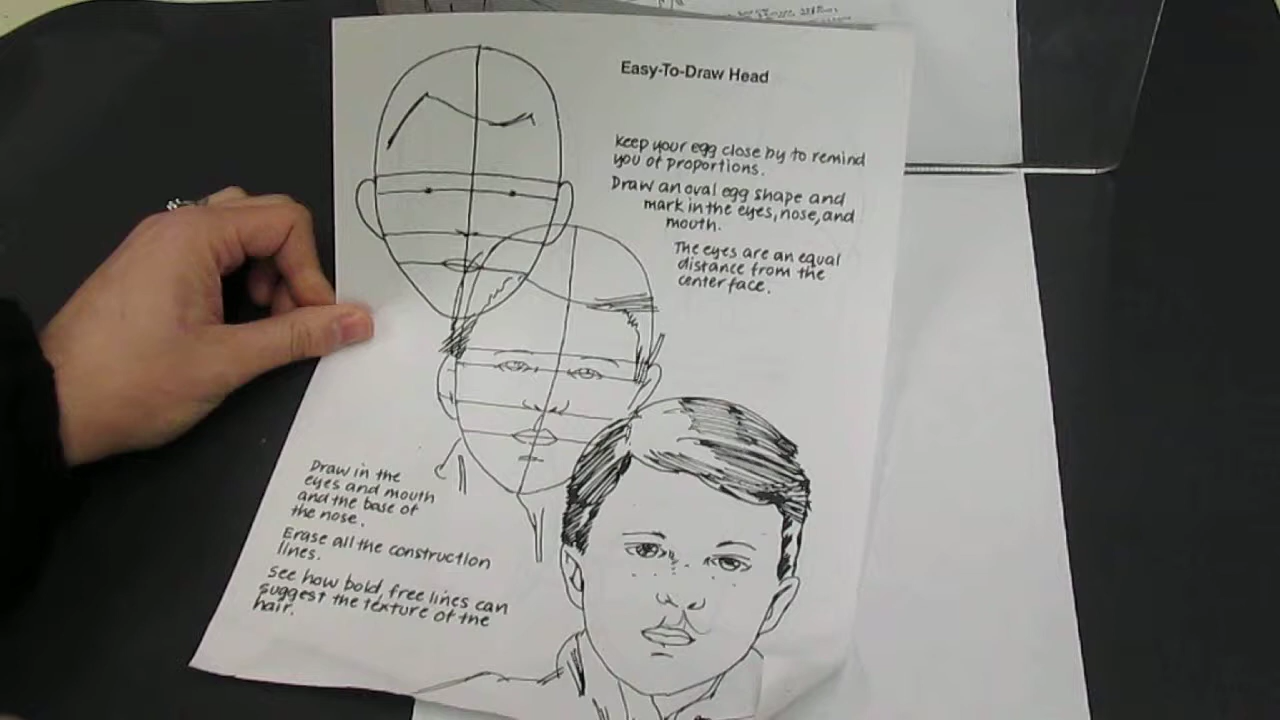 Easy-To-Draw Head
Keep your egg close by to remind
you of proportions.
Draw an oval egg shape and
mark in the eyes, nose, and
mouth.
The eyes are an equal
distance from the
center face.
Draw in the
eyes and mouth
and the base of
the nose.
Erase all the construction
lines.
See how bold, free lines can
suggest the texture of the
hair.